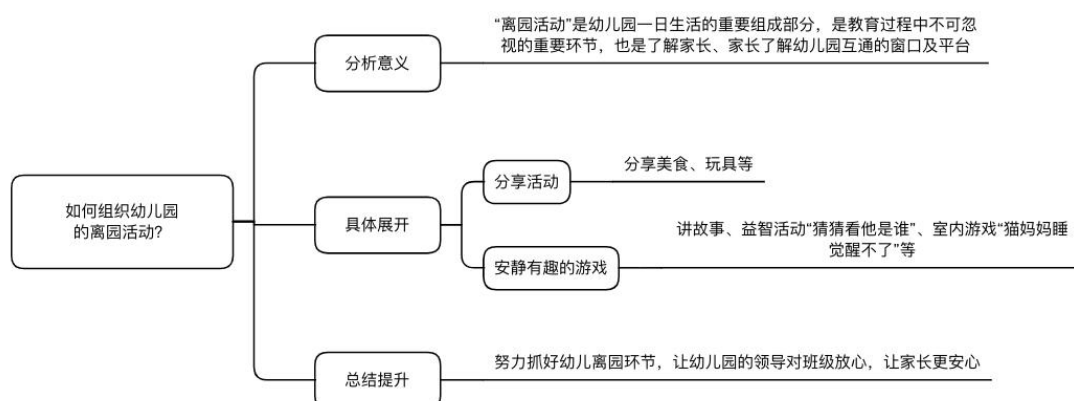 “离园活动”是幼儿园一日生活的重要组成部分，是教育过程中不可忽
视的重要环节，也是了解家长、家长了解幼儿园互通的窗口及平台
分析意义
如何组织幼儿园
的离园活动？
具体展开
分享活动
分享美食、玩具等
安静有趣的游戏
讲故事、益智活动“猜猜看他是谁”、室内游戏“猫妈妈睡
觉醒不了”等
总结提升
努力抓好幼儿离园环节，让幼儿园的领导对班级放心，让家长更安心